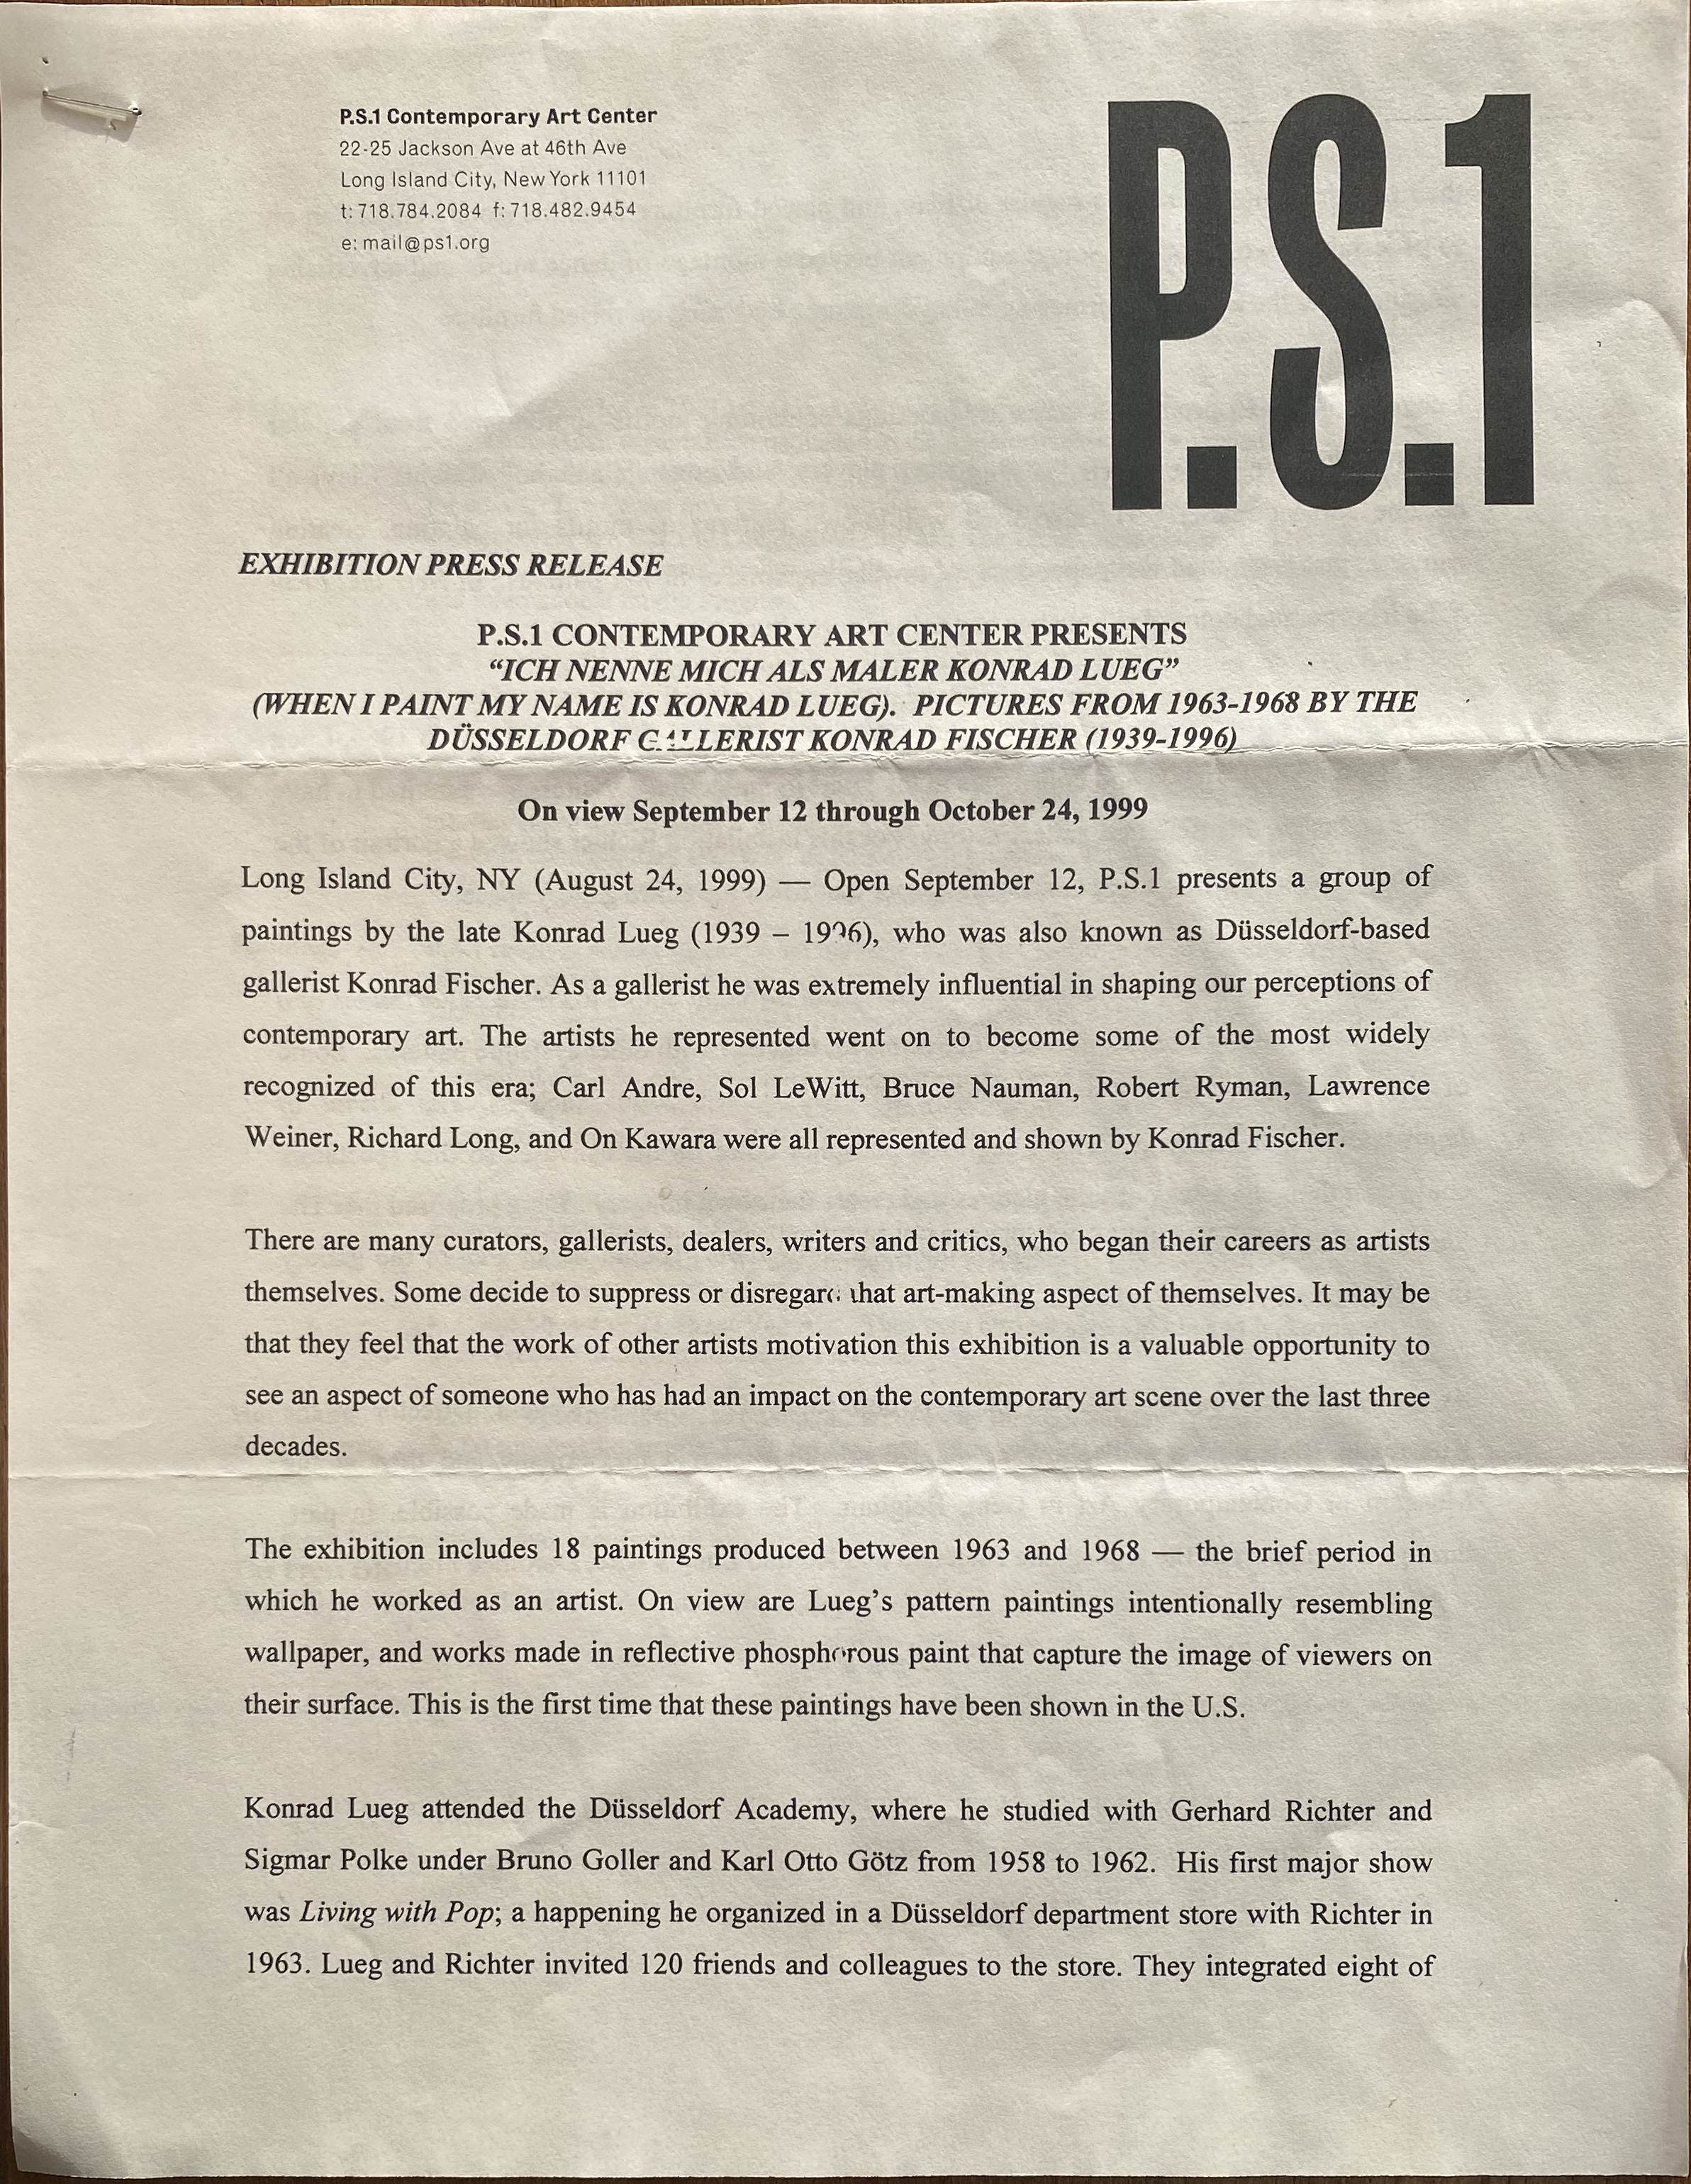 P.S.1 Contemporary Art Center
22-25 Jackson Ave at 46th Ave
Long Island City, New York 11101
t: 718.784.2084 f: 718.482.9454
e: mail@ps1.org
P.S.1
EXHIBITION PRESS RELEASE
P.S.1 CONTEMPORARY ART CENTER PRESENTS
“ICH NENNE MICH ALS MALER KONRAD LUEG”
(WHEN I PAINT MY NAME IS KONRAD LUEG). PICTURES FROM 1963-1968 BY THE
DÜSSELDORF GALLERIST KONRAD FISCHER (1939-1996)
On view September 12 through October 24, 1999
Long Island City, NY (August 24, 1999) — Open September 12, P.S.1 presents a group of
paintings by the late Konrad Lueg (1939 – 1996), who was also known as Düsseldorf-based
gallerist Konrad Fischer. As a gallerist he was extremely influential in shaping our perceptions of
contemporary art. The artists he represented went on to become some of the most widely
recognized of this era; Carl Andre, Sol LeWitt, Bruce Nauman, Robert Ryman, Lawrence
Weiner, Richard Long, and On Kawara were all represented and shown by Konrad Fischer.
There are many curators, gallerists, dealers, writers and critics, who began their careers as artists
themselves. Some decide to suppress or disregard that art-making aspect of themselves. It may be
that they feel that the work of other artists motivation this exhibition is a valuable opportunity to
see an aspect of someone who has had an impact on the contemporary art scene over the last three
decades.
The exhibition includes 18 paintings produced between 1963 and 1968 — the brief period in
which he worked as an artist. On view are Lueg’s pattern paintings intentionally resembling
wallpaper, and works made in reflective phosphorous paint that capture the image of viewers on
their surface. This is the first time that these paintings have been shown in the U.S.
Konrad Lueg attended the Düsseldorf Academy, where he studied with Gerhard Richter and
Sigmar Polke under Bruno Goller and Karl Otto Götz from 1958 to 1962. His first major show
was Living with Pop; a happening he organized in a Düsseldorf department store with Richter in
1963. Lueg and Richter invited 120 friends and colleagues to the store. They integrated eight of